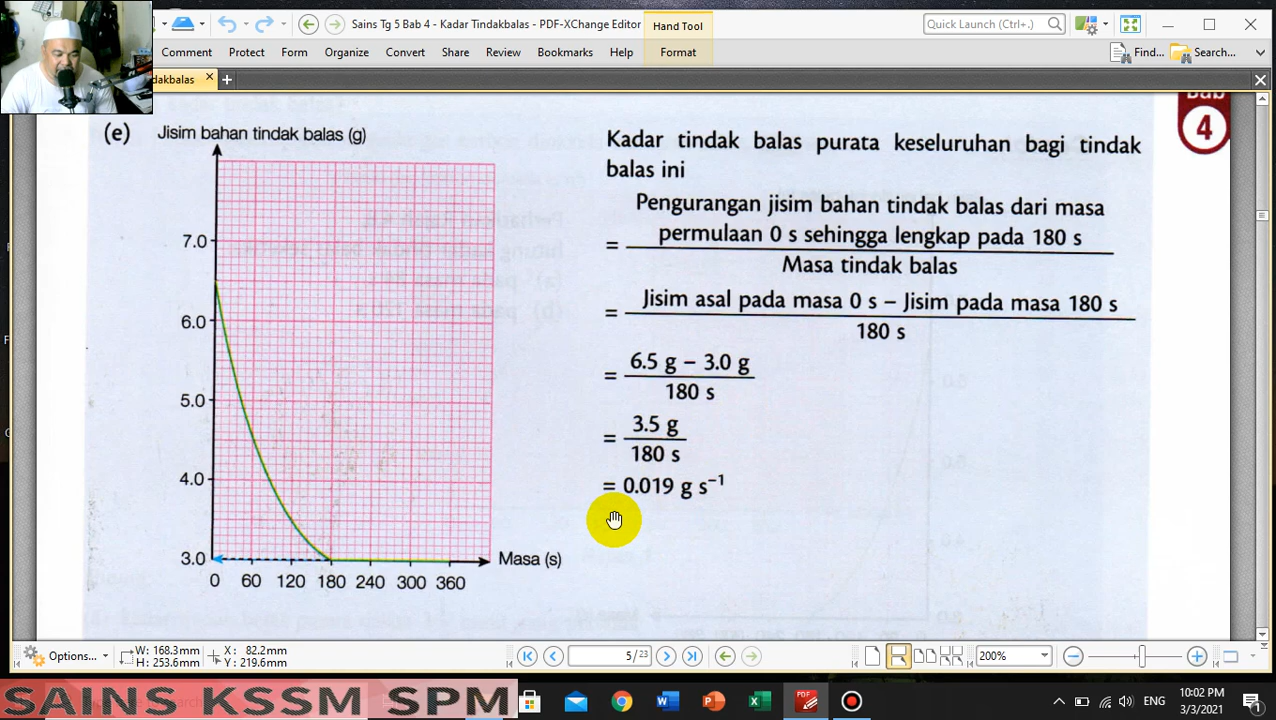 Sains Tg 5 Bab 4 - Kadar Tindakbalas - PDF-XChange Editor
Hand Tool
Quick Launch (Ctrl+.)
Comment Protect Form Organize Convert Share Review Bookmarks Help Format Find... Search...
dakbalas
Bab
4
(e) Jisim bahan tindak balas (g)
7.0
6.0
5.0
4.0
3.0
0 60 120 180 240 300 360
Masa (s)
Kadar tindak balas purata keseluruhan bagi tindak
balas ini
Pengurangan jisim bahan tindak balas dari masa
= permulaan 0 s sehingga lengkap pada 180 s
Masa tindak balas
= Jisim asal pada masa 0 s – Jisim pada masa 180 s
180 s
= 6.5 g – 3.0 g
180 s
= 3.5 g
180 s
= 0.019 g s⁻¹
Options...
W: 168.3mm
H: 253.6mm
X: 82.2mm
Y: 219.6mm
5 / 23
200%
SAINS KSSM SPM
ENG
10:02 PM
3/3/2021
1